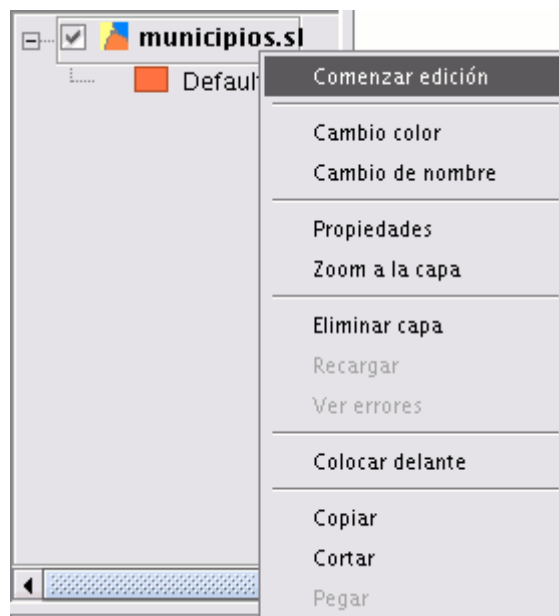 municipios.sl
Default
Comenzar edición
Cambio color
Cambio de nombre
Propiedades
Zoom a la capa
Eliminar capa
Recargar
Ver errores
Colocar delante
Copiar
Cortar
Pegar